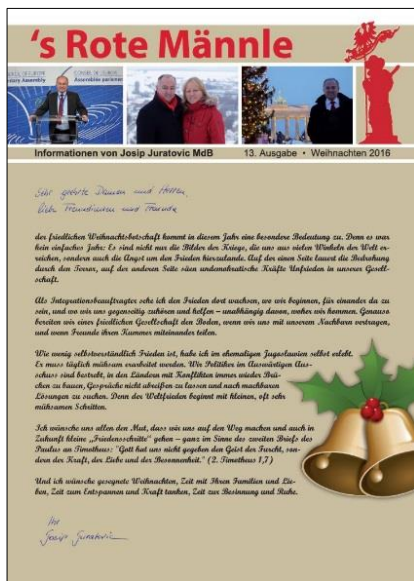 's Rote Männle
Informationen von Josip Juratovic MdB 13. Ausgabe • Weihnachten 2016
Sehr geehrte Damen und Herren,
liebe Freundinnen und Freunde
der friedlichen Weihnachtsbotschaft kommt in diesem Jahr eine besondere Bedeutung zu. Denn es war
kein einfaches Jahr: Es sind nicht nur die Bilder der Kriege, die uns aus vielen Winkeln der Welt er-
reichen, sondern auch die Angst um den Frieden hierzulande. Auf der einen Seite lauert die Bedrohung
durch den Terror, auf der anderen Seite säen undemokratische Kräfte Unfrieden in unserer Gesell-
schaft.
Als Integrationsbeauftragter sehe ich den Frieden dort wachsen, wo wir beginnen, für einander da zu
sein, und wo wir uns gegenseitig zuhören und helfen – unabhängig davon, woher wir kommen. Genauso
bereiten wir einer friedlichen Gesellschaft den Boden, wenn wir uns mit unserem Nachbarn vertragen,
und wenn Freunde ihren Kummer miteinander teilen.
Wie wenig selbstverständlich Frieden ist, habe ich im ehemaligen Jugoslawien selbst erlebt.
Er muss täglich mühsam erarbeitet werden. Wir Politiker im Auswärtigen Aus-
schuss sind bestrebt, in den Ländern mit Konflikten immer wieder Brü-
cken zu bauen, Gespräche nicht abreißen zu lassen und nach machbaren
Lösungen zu suchen. Denn der Weltfrieden beginnt mit kleinen, oft sehr
mühsamen Schritten.
Ich wünsche uns allen den Mut, dass wir uns auf den Weg machen und auch in
Zukunft kleine „Friedensschritte" gehen – ganz im Sinne des zweiten Briefs des
Paulus an Timotheus: "Gott hat uns nicht gegeben den Geist der Furcht, son-
dern der Kraft, der Liebe und der Besonnenheit." (2. Timotheus 1,7)
Und ich wünsche gesegnete Weihnachten, Zeit mit Ihren Familien und Lie-
ben, Zeit zum Entspannen und Kraft tanken, Zeit zur Besinnung und Ruhe.
Ihr
Josip Juratovic